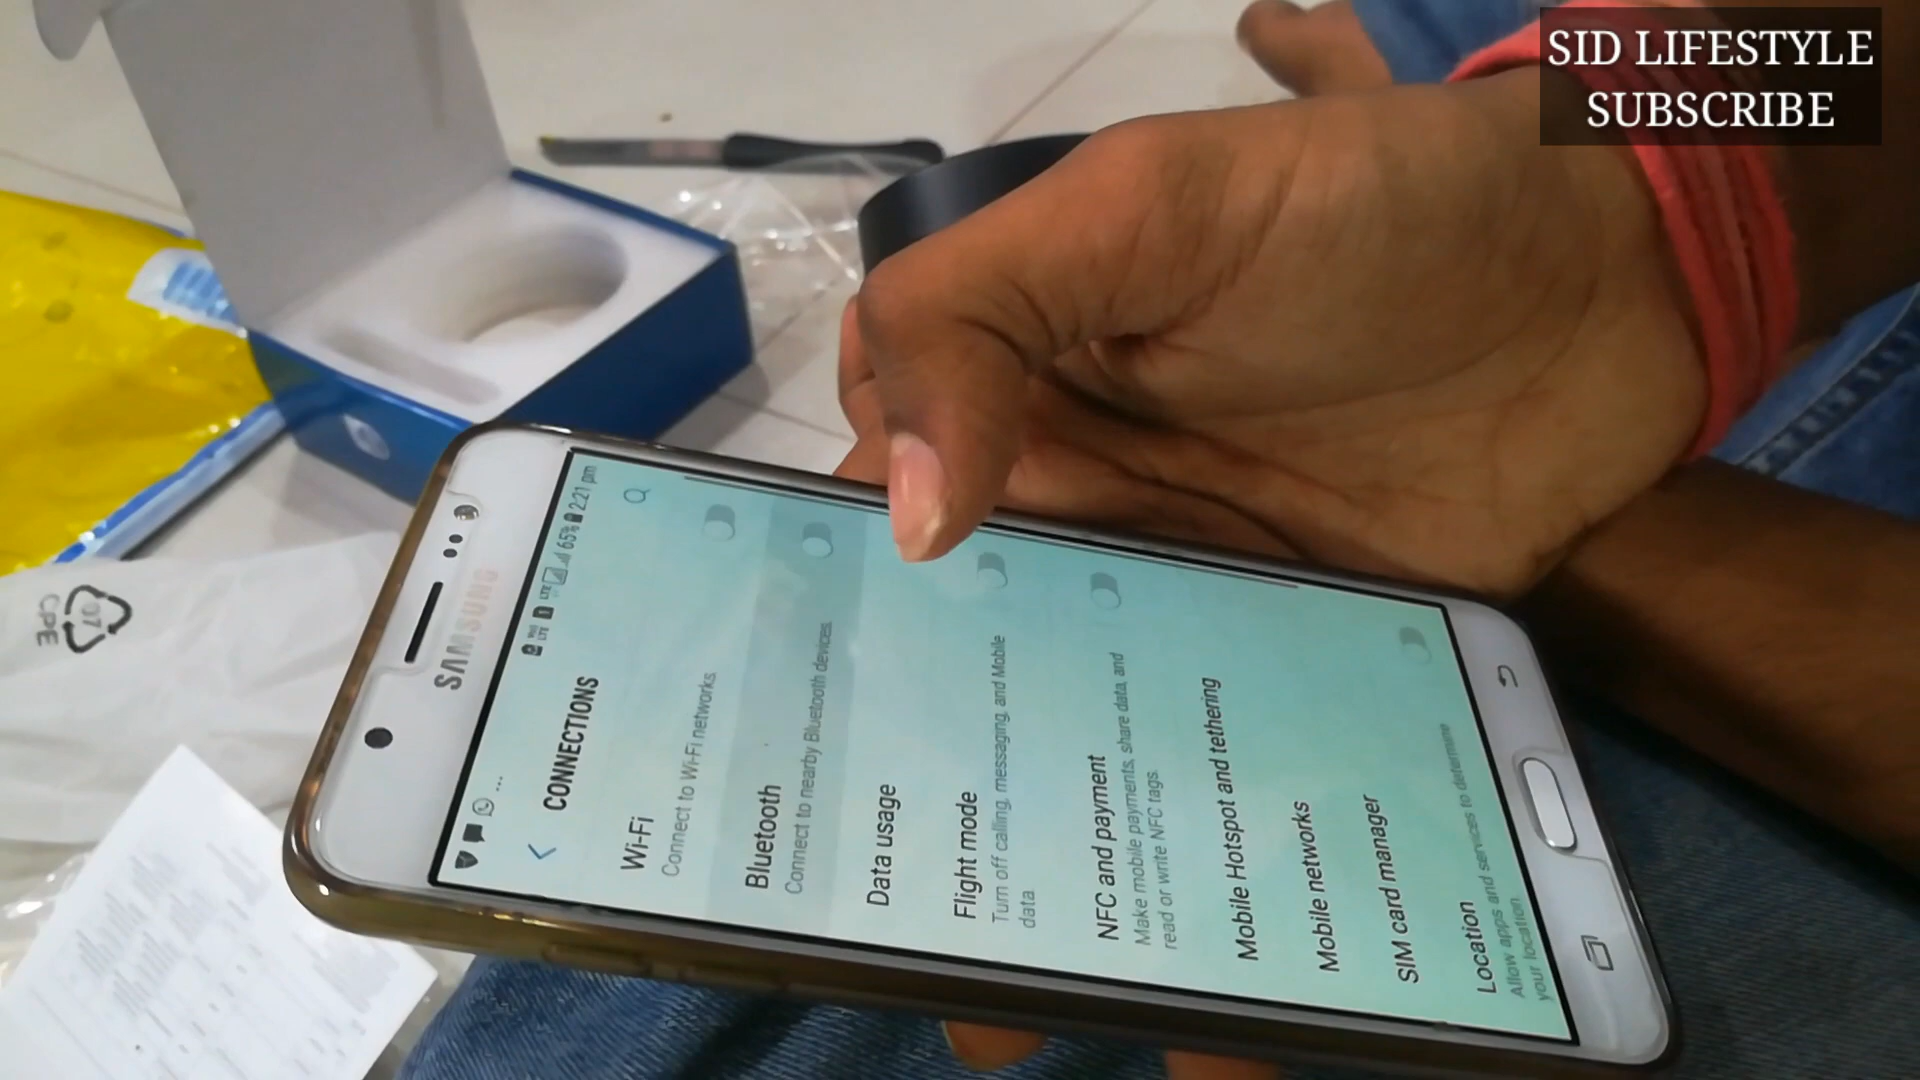 SID LIFESTYLE
SUBSCRIBE
SAMSUNG
65% 2:21 pm
CONNECTIONS
Wi-Fi
Connect to Wi-Fi networks.
Bluetooth
Connect to nearby Bluetooth devices.
Data usage
Flight mode
Turn off calling, messaging, and Mobile
data
NFC and payment
Make mobile payments, share data, and
read or write NFC tags.
Mobile Hotspot and tethering
Mobile networks
SIM card manager
Location
Allow apps and services to determine
your location.
07
CPE